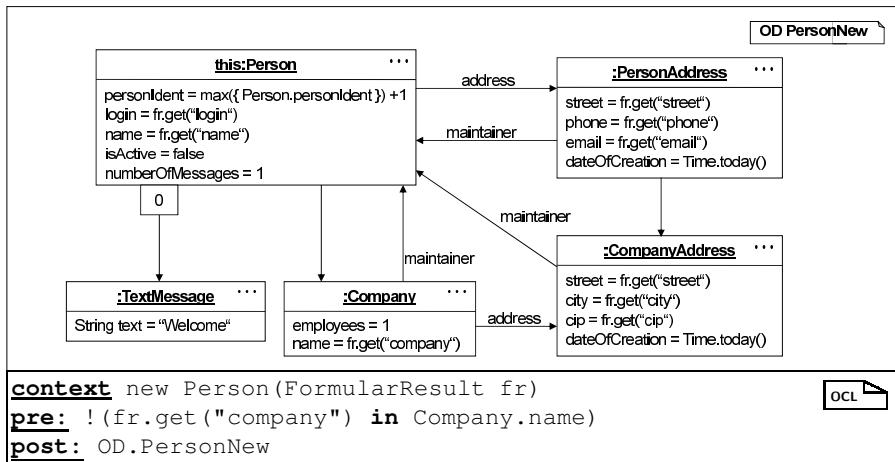 OD PersonNew
this:Person ...
personIdent = max({ Person.personIdent }) +1
login = fr.get("login")
name = fr.get("name")
isActive = false
numberOfMessages = 1
0
address
maintainer
:PersonAddress ...
street = fr.get("street")
phone = fr.get("phone")
email = fr.get("email")
dateOfCreation = Time.today()
maintainer
maintainer
:TextMessage ...
String text = "Welcome"
:Company ...
employees = 1
name = fr.get("company")
address
:CompanyAddress ...
street = fr.get("street")
city = fr.get("city")
cip = fr.get("cip")
dateOfCreation = Time.today()
context new Person(FormularResult fr)
pre: !(fr.get("company") in Company.name)
post: OD.PersonNew
OCL